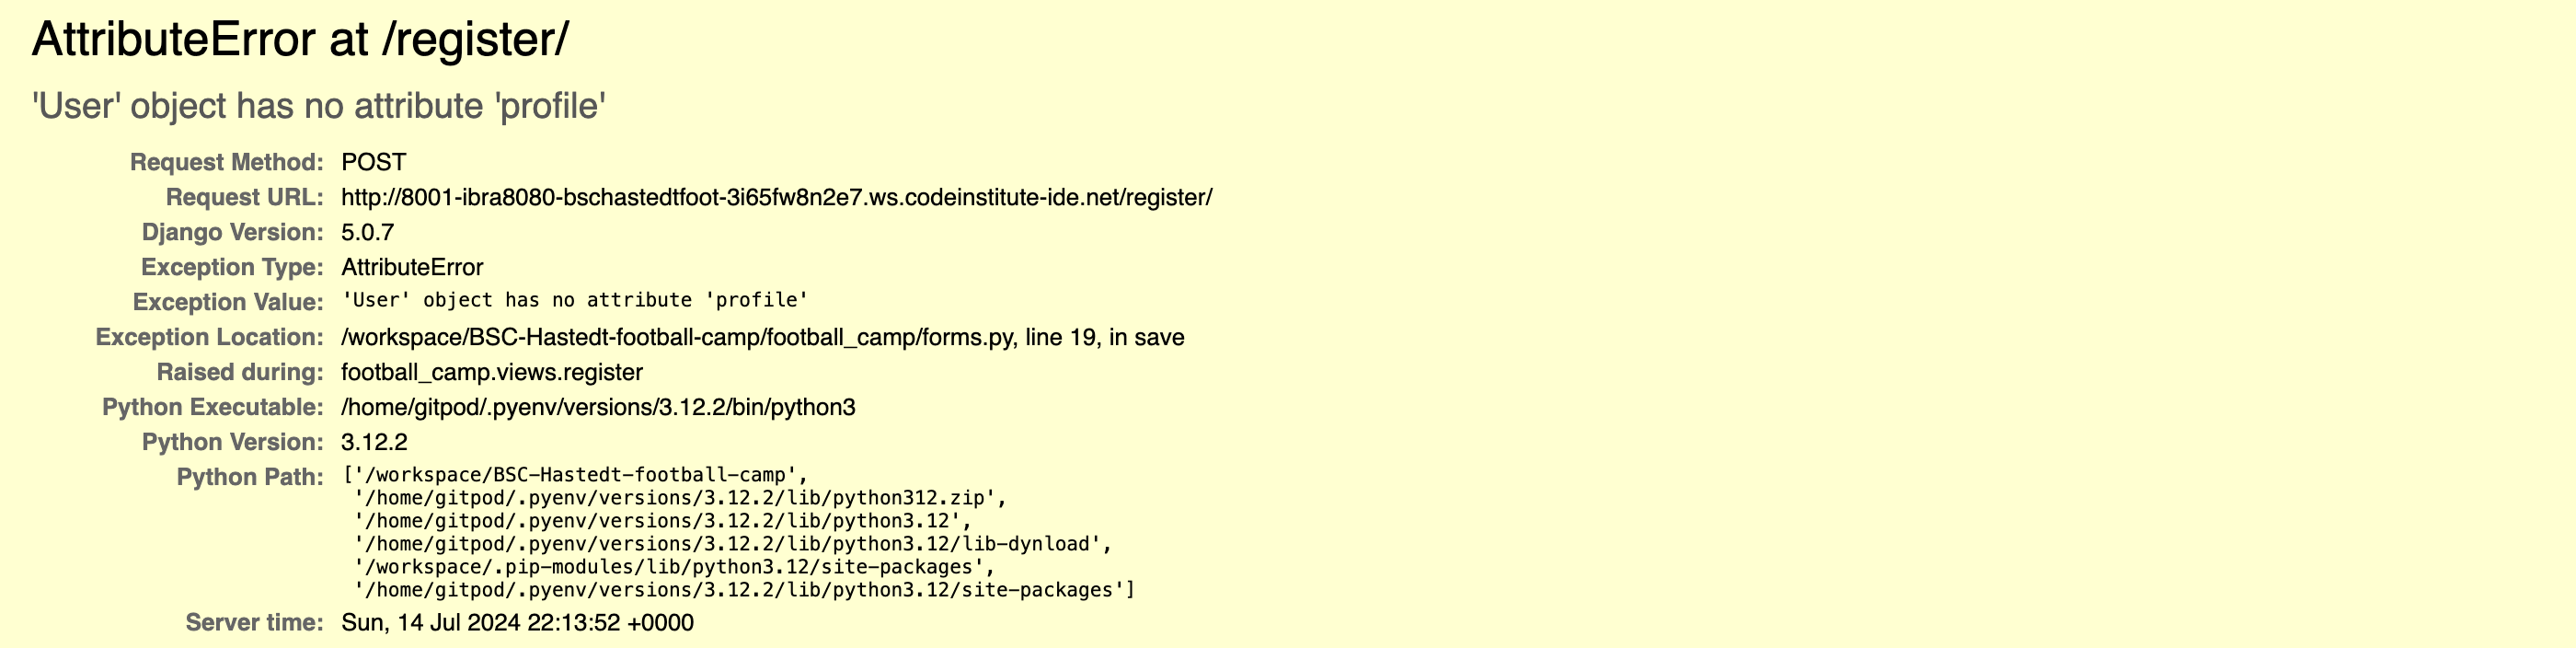 AttributeError at /register/
'User' object has no attribute 'profile'
Request Method: POST
Request URL: http://8001-ibra8080-bschastedtfoot-3i65fw8n2e7.ws.codeinstitute-ide.net/register/
Django Version: 5.0.7
Exception Type: AttributeError
Exception Value: 'User' object has no attribute 'profile'
Exception Location: /workspace/BSC-Hastedt-football-camp/football_camp/forms.py, line 19, in save
Raised during: football_camp.views.register
Python Executable: /home/gitpod/.pyenv/versions/3.12.2/bin/python3
Python Version: 3.12.2
Python Path: ['/workspace/BSC-Hastedt-football-camp',
'/home/gitpod/.pyenv/versions/3.12.2/lib/python312.zip',
'/home/gitpod/.pyenv/versions/3.12.2/lib/python3.12',
'/home/gitpod/.pyenv/versions/3.12.2/lib/python3.12/lib-dynload',
'/workspace/.pip-modules/lib/python3.12/site-packages',
'/home/gitpod/.pyenv/versions/3.12.2/lib/python3.12/site-packages']
Server time: Sun, 14 Jul 2024 22:13:52 +0000